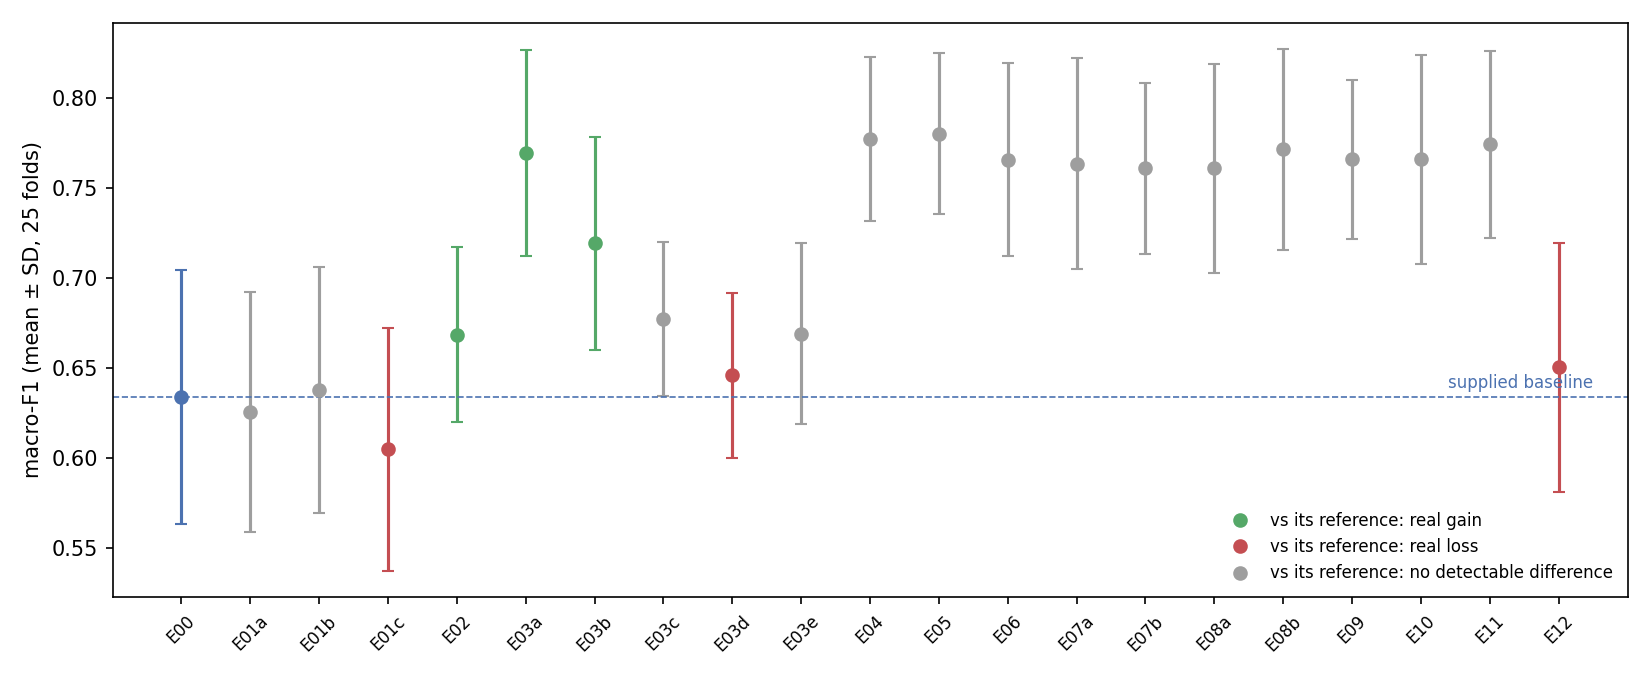 macro-F1 (mean ± SD, 25 folds)
0.80
0.75
0.70
0.65
0.60
0.55
supplied baseline
vs its reference: real gain
vs its reference: real loss
vs its reference: no detectable difference
E00 E01a E01b E01c E02 E03a E03b E03c E03d E03e E04 E05 E06 E07a E07b E08a E08b E09 E10 E11 E12